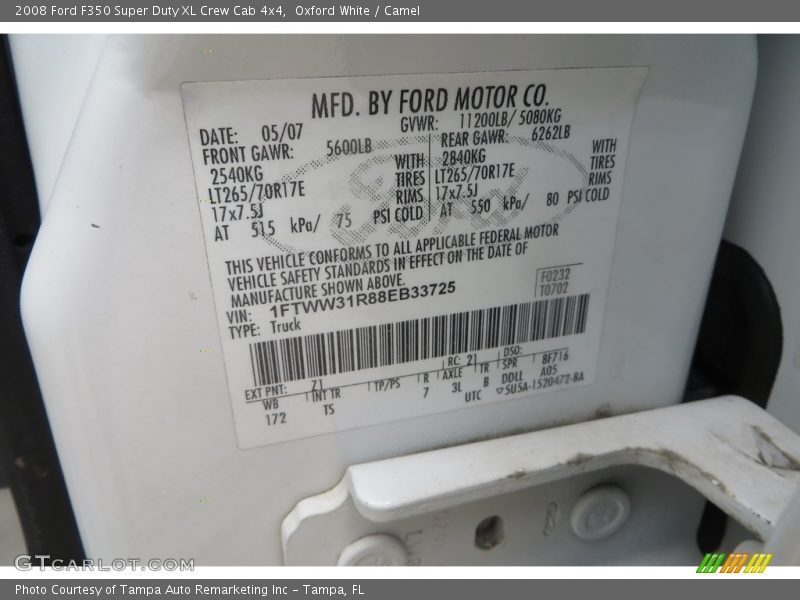 2008 Ford F350 Super Duty XL Crew Cab 4x4, Oxford White / Camel
MFD. BY FORD MOTOR CO.
DATE: 05/07 GVWR: 11200LB/ 5080KG
FRONT GAWR: 5600LB REAR GAWR: 6262LB
2540KG WITH 2840KG WITH
LT265/70R17E TIRES LT265/70R17E TIRES
17x7.5J RIMS 17x7.5J RIMS
AT 515 kPa/ 75 PSI COLD AT 550 kPa/ 80 PSI COLD
THIS VEHICLE CONFORMS TO ALL APPLICABLE FEDERAL MOTOR
VEHICLE SAFETY STANDARDS IN EFFECT ON THE DATE OF
MANUFACTURE SHOWN ABOVE.
VIN: 1FTWW31R88EB33725 F0232
TYPE: Truck T0702
EXT PNT: Z1 RC: 21 DSO:
WB INT TR TP/PS R AXLE TR SPR 8F716
172 TS 7 3L B DDLL A05
UTC ▽5U5A-1520472-BA
GTcarlot.com
Photo Courtesy of Tampa Auto Remarketing Inc – Tampa, FL